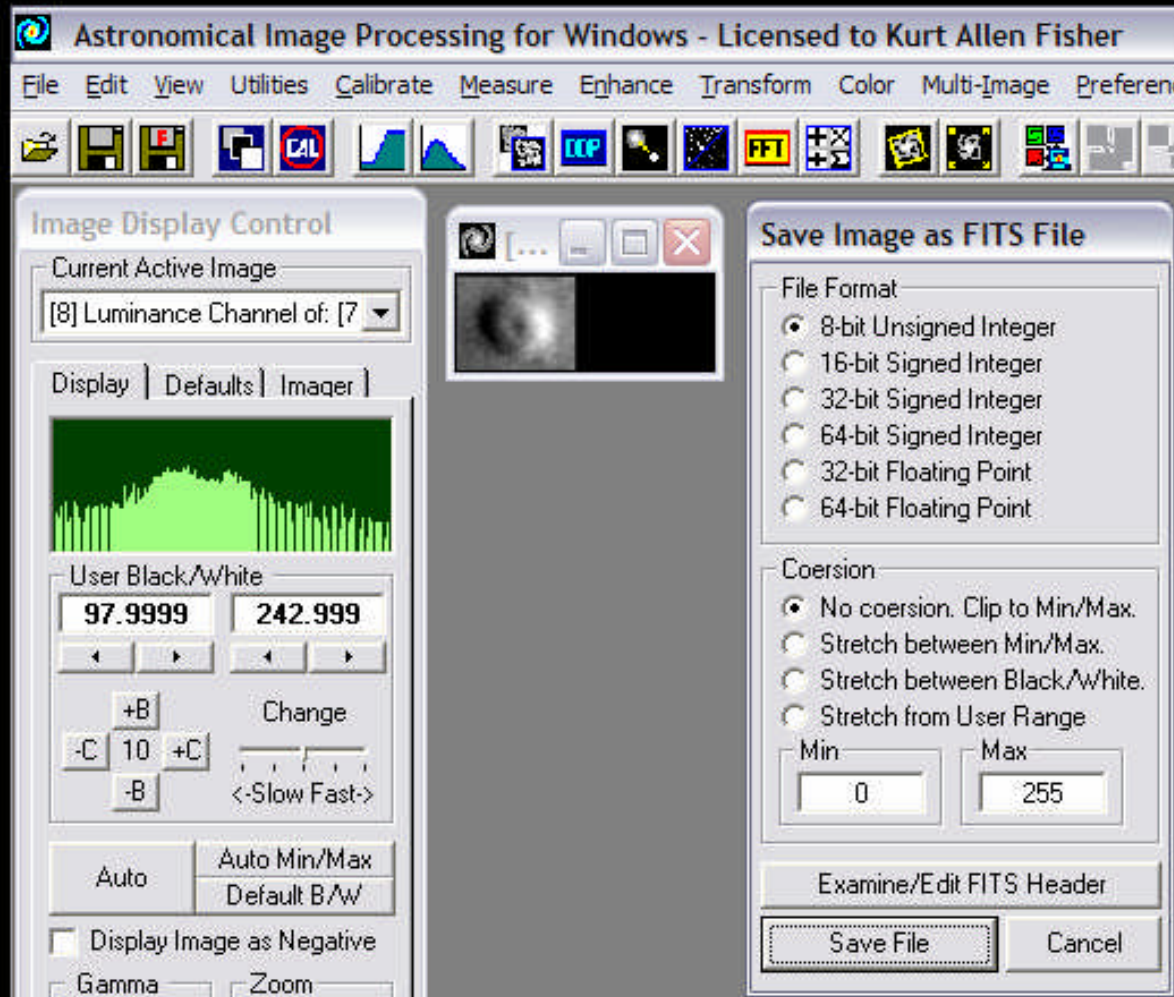 Astronomical Image Processing for Windows - Licensed to Kurt Allen Fisher
File Edit View Utilities Calibrate Measure Enhance Transform Color Multi-Image Preferen
F CAL DDP FFT
Image Display Control
Current Active Image
[8] Luminance Channel of: [7
Display Defaults Imager
User Black/White
97.9999 242.999
+B
-C 10 +C
-B
Change
<-Slow Fast->
Auto
Auto Min/Max
Default B/W
Display Image as Negative
Gamma Zoom
[...
Save Image as FITS File
File Format
8-bit Unsigned Integer
16-bit Signed Integer
32-bit Signed Integer
64-bit Signed Integer
32-bit Floating Point
64-bit Floating Point
Coersion
No coersion. Clip to Min/Max.
Stretch between Min/Max.
Stretch between Black/White.
Stretch from User Range
Min Max
0 255
Examine/Edit FITS Header
Save File Cancel